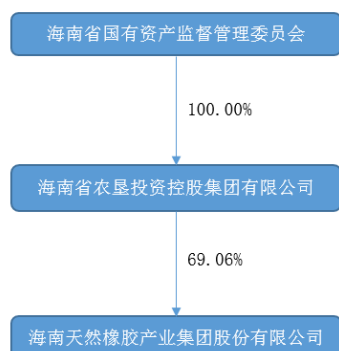 海南省国有资产监督管理委员会
100.00%
海南省农垦投资控股集团有限公司
69.06%
海南天然橡胶产业集团股份有限公司